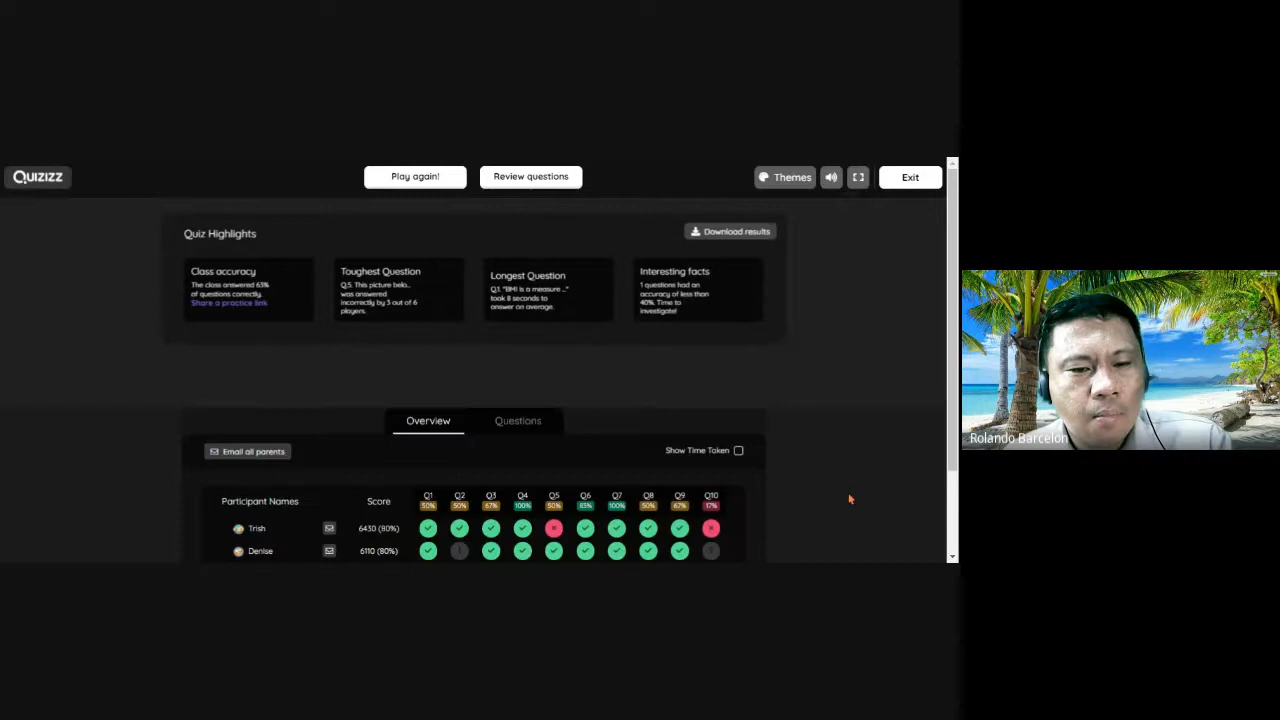 QUIZIZZ
Play again!
Review questions
Themes
Exit
Quiz Highlights
Download results
Class accuracy
The class answered 63%
of questions correctly.
Share a practice link
Toughest Question
Q.5. This picture belo...
was answered
incorrectly by 3 out of 6
players.
Longest Question
Q.1. "BMI is a measure ..."
took 8 seconds to
answer on average.
Interesting facts
1 questions had an
accuracy of less than
40%. Time to
investigate!
Overview
Questions
Email all parents
Show Time Taken
Participant Names Score Q1 Q2 Q3 Q4 Q5 Q6 Q7 Q8 Q9 Q10
50% 50% 67% 100% 50% 83% 100% 50% 67% 17%
Trish 6430 (80%)
Denise 6110 (80%)
Rolando Barcelon